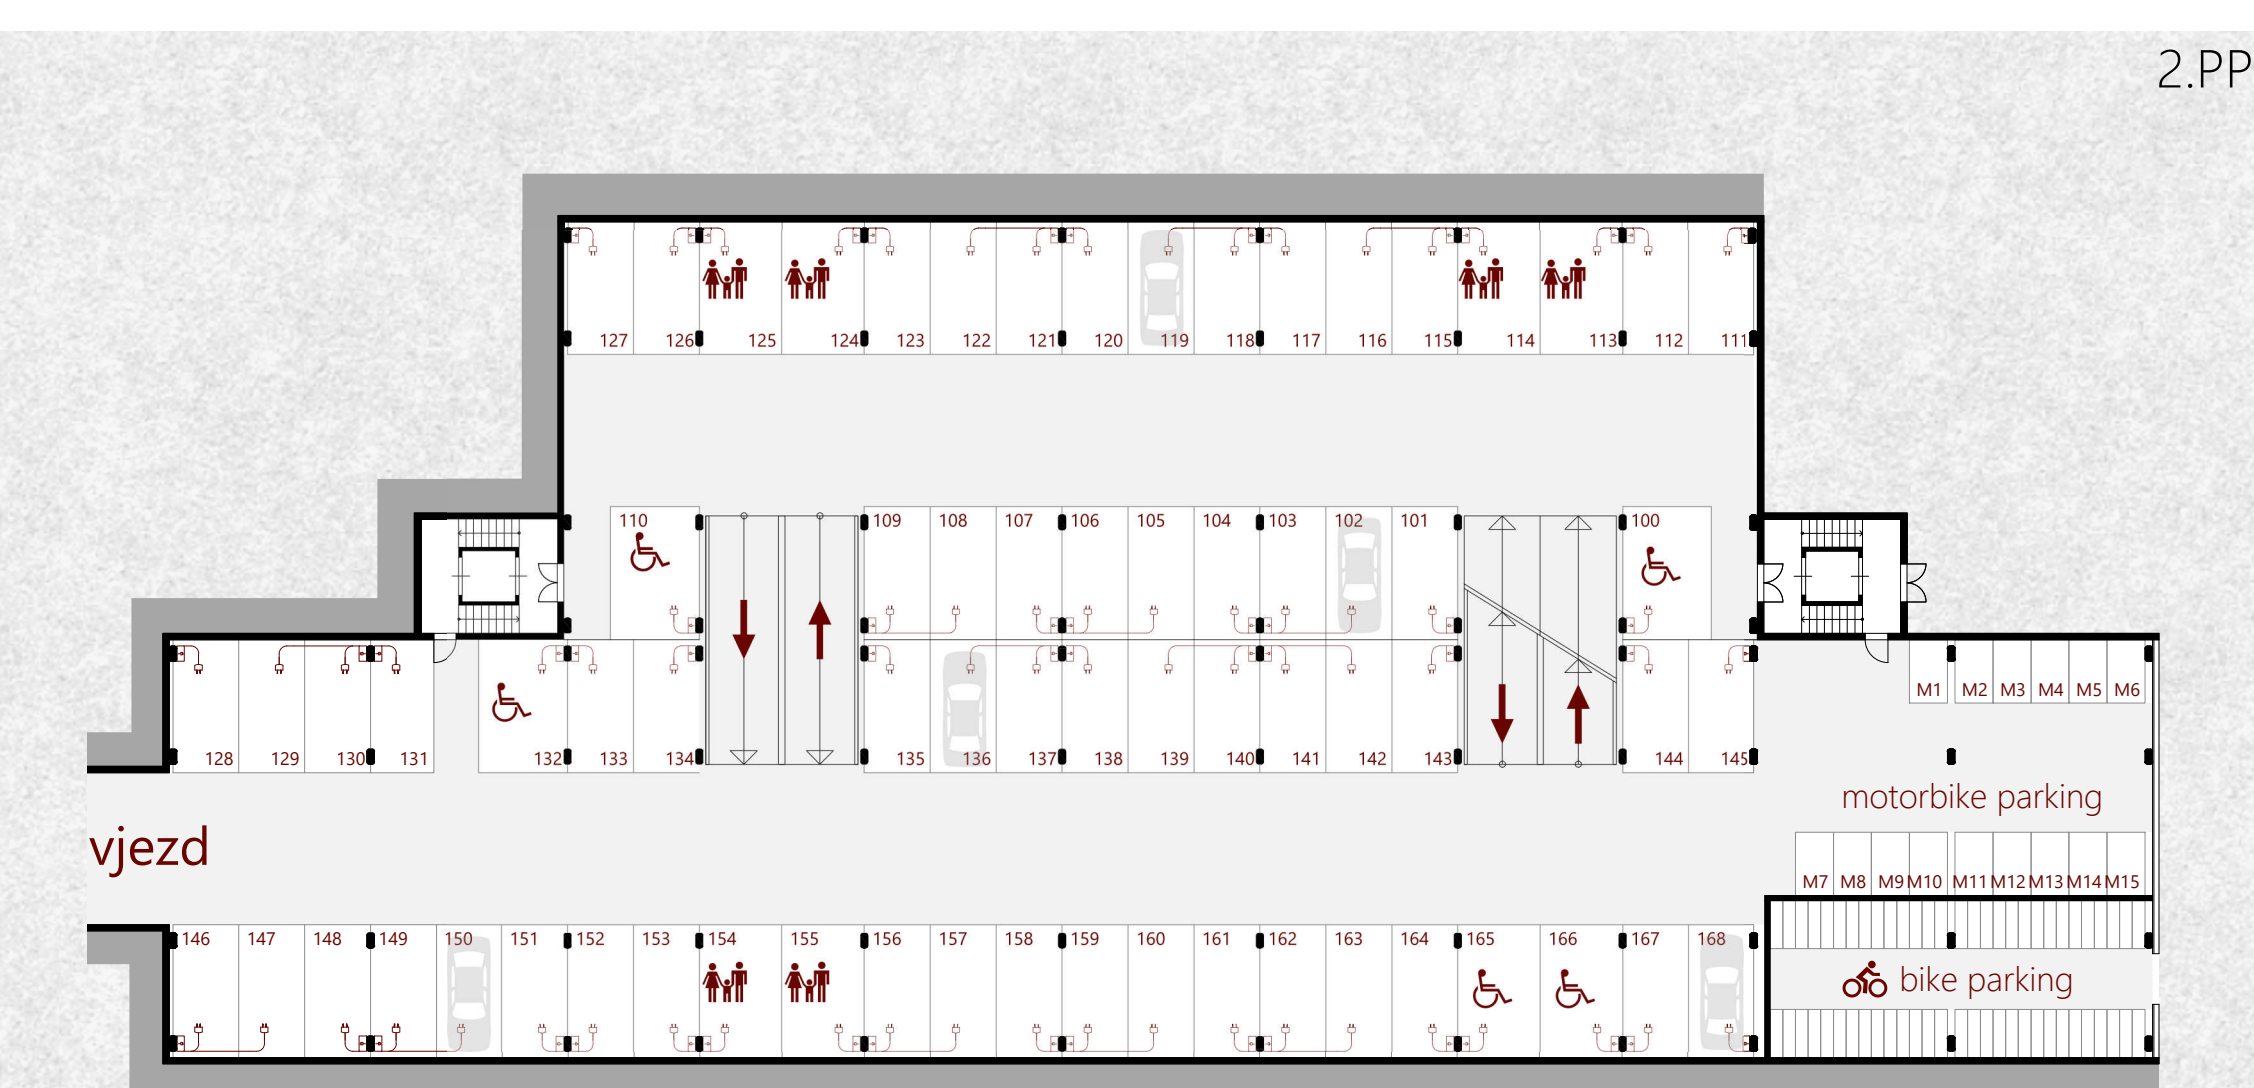 2.PP
127 126 125 124 123 122 121 120 119 118 117 116 115 114 113 112 111
110 109 108 107 106 105 104 103 102 101 100
M1 M2 M3 M4 M5 M6
128 129 130 131 132 133 134 135 136 137 138 139 140 141 142 143 144 145
motorbike parking
vjezd
M7 M8 M9 M10 M11 M12 M13 M14 M15
146 147 148 149 150 151 152 153 154 155 156 157 158 159 160 161 162 163 164 165 166 167 168
bike parking